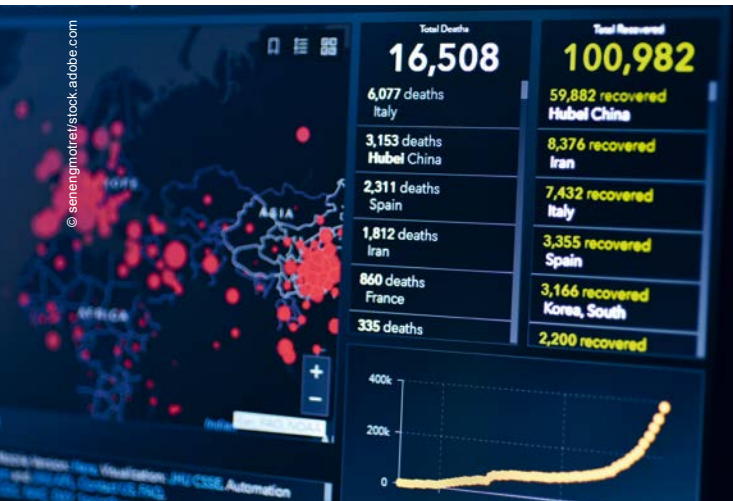 © senengmotret/stock.adobe.com
Total Deaths
16,508
6,077 deaths
Italy
3,153 deaths
Hubei China
2,311 deaths
Spain
1,812 deaths
Iran
860 deaths
France
335 deaths
Total Recovered
100,982
59,882 recovered
Hubei China
8,376 recovered
Iran
7,432 recovered
Italy
3,355 recovered
Spain
3,166 recovered
Korea, South
2,200 recovered
ASIA
AFRICA
+
−
400k
200k
0
Visualization: JHU CSSE. Automation